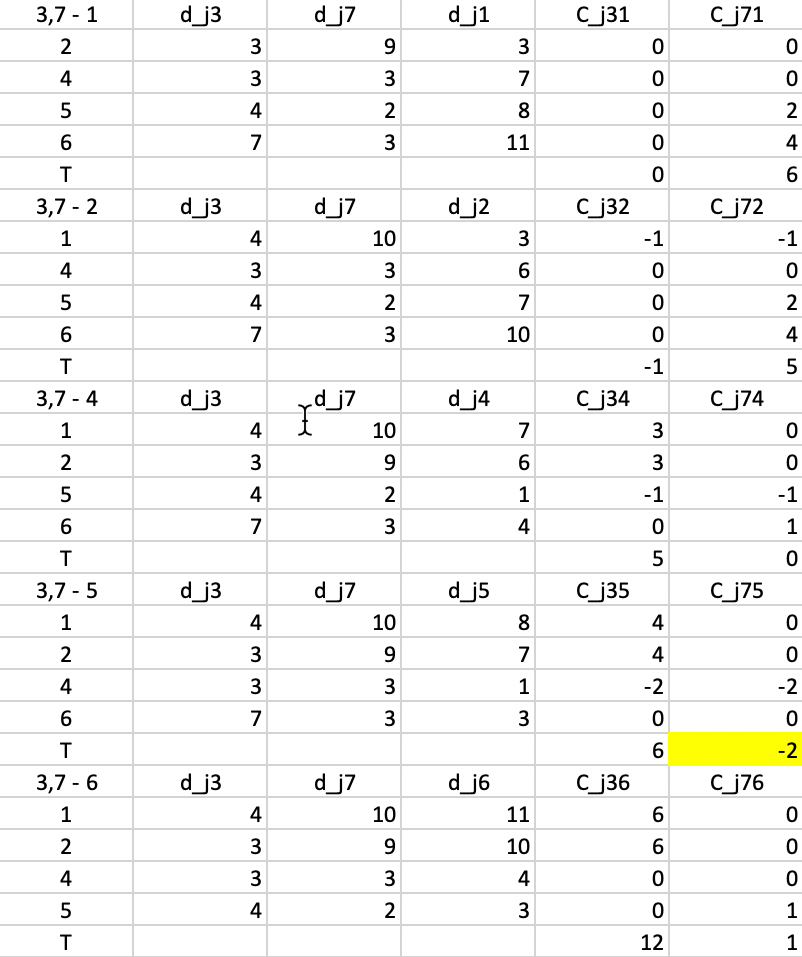 3,7 - 1 d_j3 d_j7 d_j1 C_j31 C_j71
2 3 9 3 0 0
4 3 3 7 0 0
5 4 2 8 0 2
6 7 3 11 0 4
T 0 6
3,7 - 2 d_j3 d_j7 d_j2 C_j32 C_j72
1 4 10 3 -1 -1
4 3 3 6 0 0
5 4 2 7 0 2
6 7 3 10 0 4
T -1 5
3,7 - 4 d_j3 d_j7 d_j4 C_j34 C_j74
1 4 10 7 3 0
2 3 9 6 3 0
5 4 2 1 -1 -1
6 7 3 4 0 1
T 5 0
3,7 - 5 d_j3 d_j7 d_j5 C_j35 C_j75
1 4 10 8 4 0
2 3 9 7 4 0
4 3 3 1 -2 -2
6 7 3 3 0 0
T 6 -2
3,7 - 6 d_j3 d_j7 d_j6 C_j36 C_j76
1 4 10 11 6 0
2 3 9 10 6 0
4 3 3 4 0 0
5 4 2 3 0 1
T 12 1